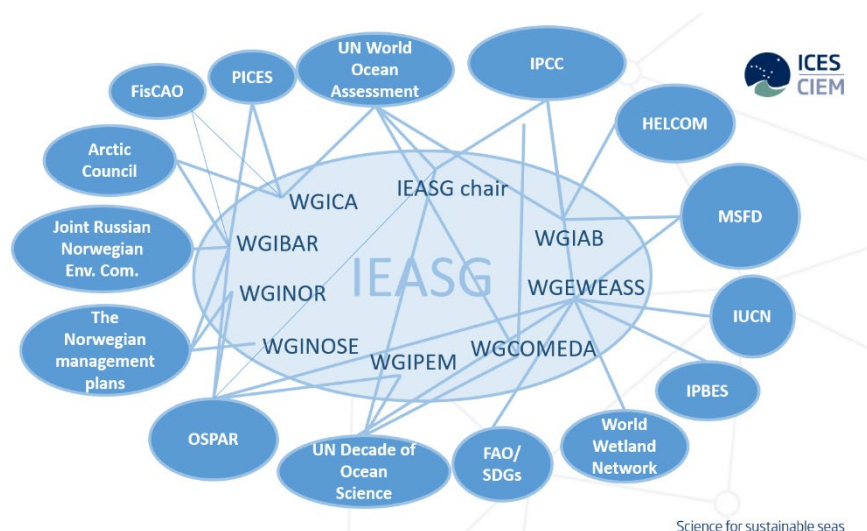 UN World
Ocean
Assessment
IPCC
ICES
CIEM
PICES
FisCAO
HELCOM
Arctic
Council
IEASG chair
WGICA
MSFD
Joint Russian
Norwegian
Env. Com.
WGIBAR
WGIAB
IEASG
WGINOR
WGEWEASS
IUCN
The
Norwegian
management
plans
WGINOSE
WGIPEM
WGCOMEDA
IPBES
OSPAR
UN Decade of
Ocean
Science
FAO/
SDGs
World
Wetland
Network
Science for sustainable seas